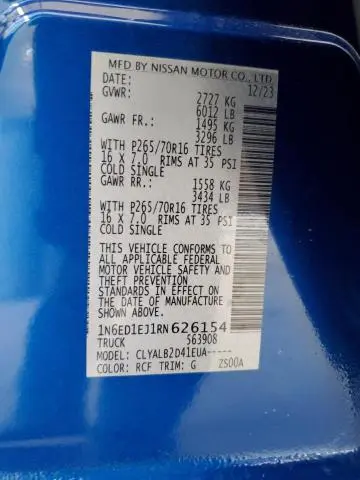 MFD BY NISSAN MOTOR CO., LTD
DATE: 12/23
GVWR: 2727 KG
6012 LB
GAWR FR.: 1495 KG
3296 LB
WITH P265/70R16 TIRES
16 X 7.0 RIMS AT 35 PSI
COLD SINGLE
GAWR RR.: 1558 KG
3434 LB
WITH P265/70R16 TIRES
16 X 7.0 RIMS AT 35 PSI
COLD SINGLE
THIS VEHICLE CONFORMS TO
ALL APPLICABLE FEDERAL
MOTOR VEHICLE SAFETY
AND THEFT PREVENTION
STANDARDS IN EFFECT ON
THE DATE OF MANUFACTURE
SHOWN ABOVE.
1N6ED1EJ1RN626154
TRUCK 563908
MODEL: CLYALB2D41EUA-----
COLOR: RCF TRIM: G ZS00A